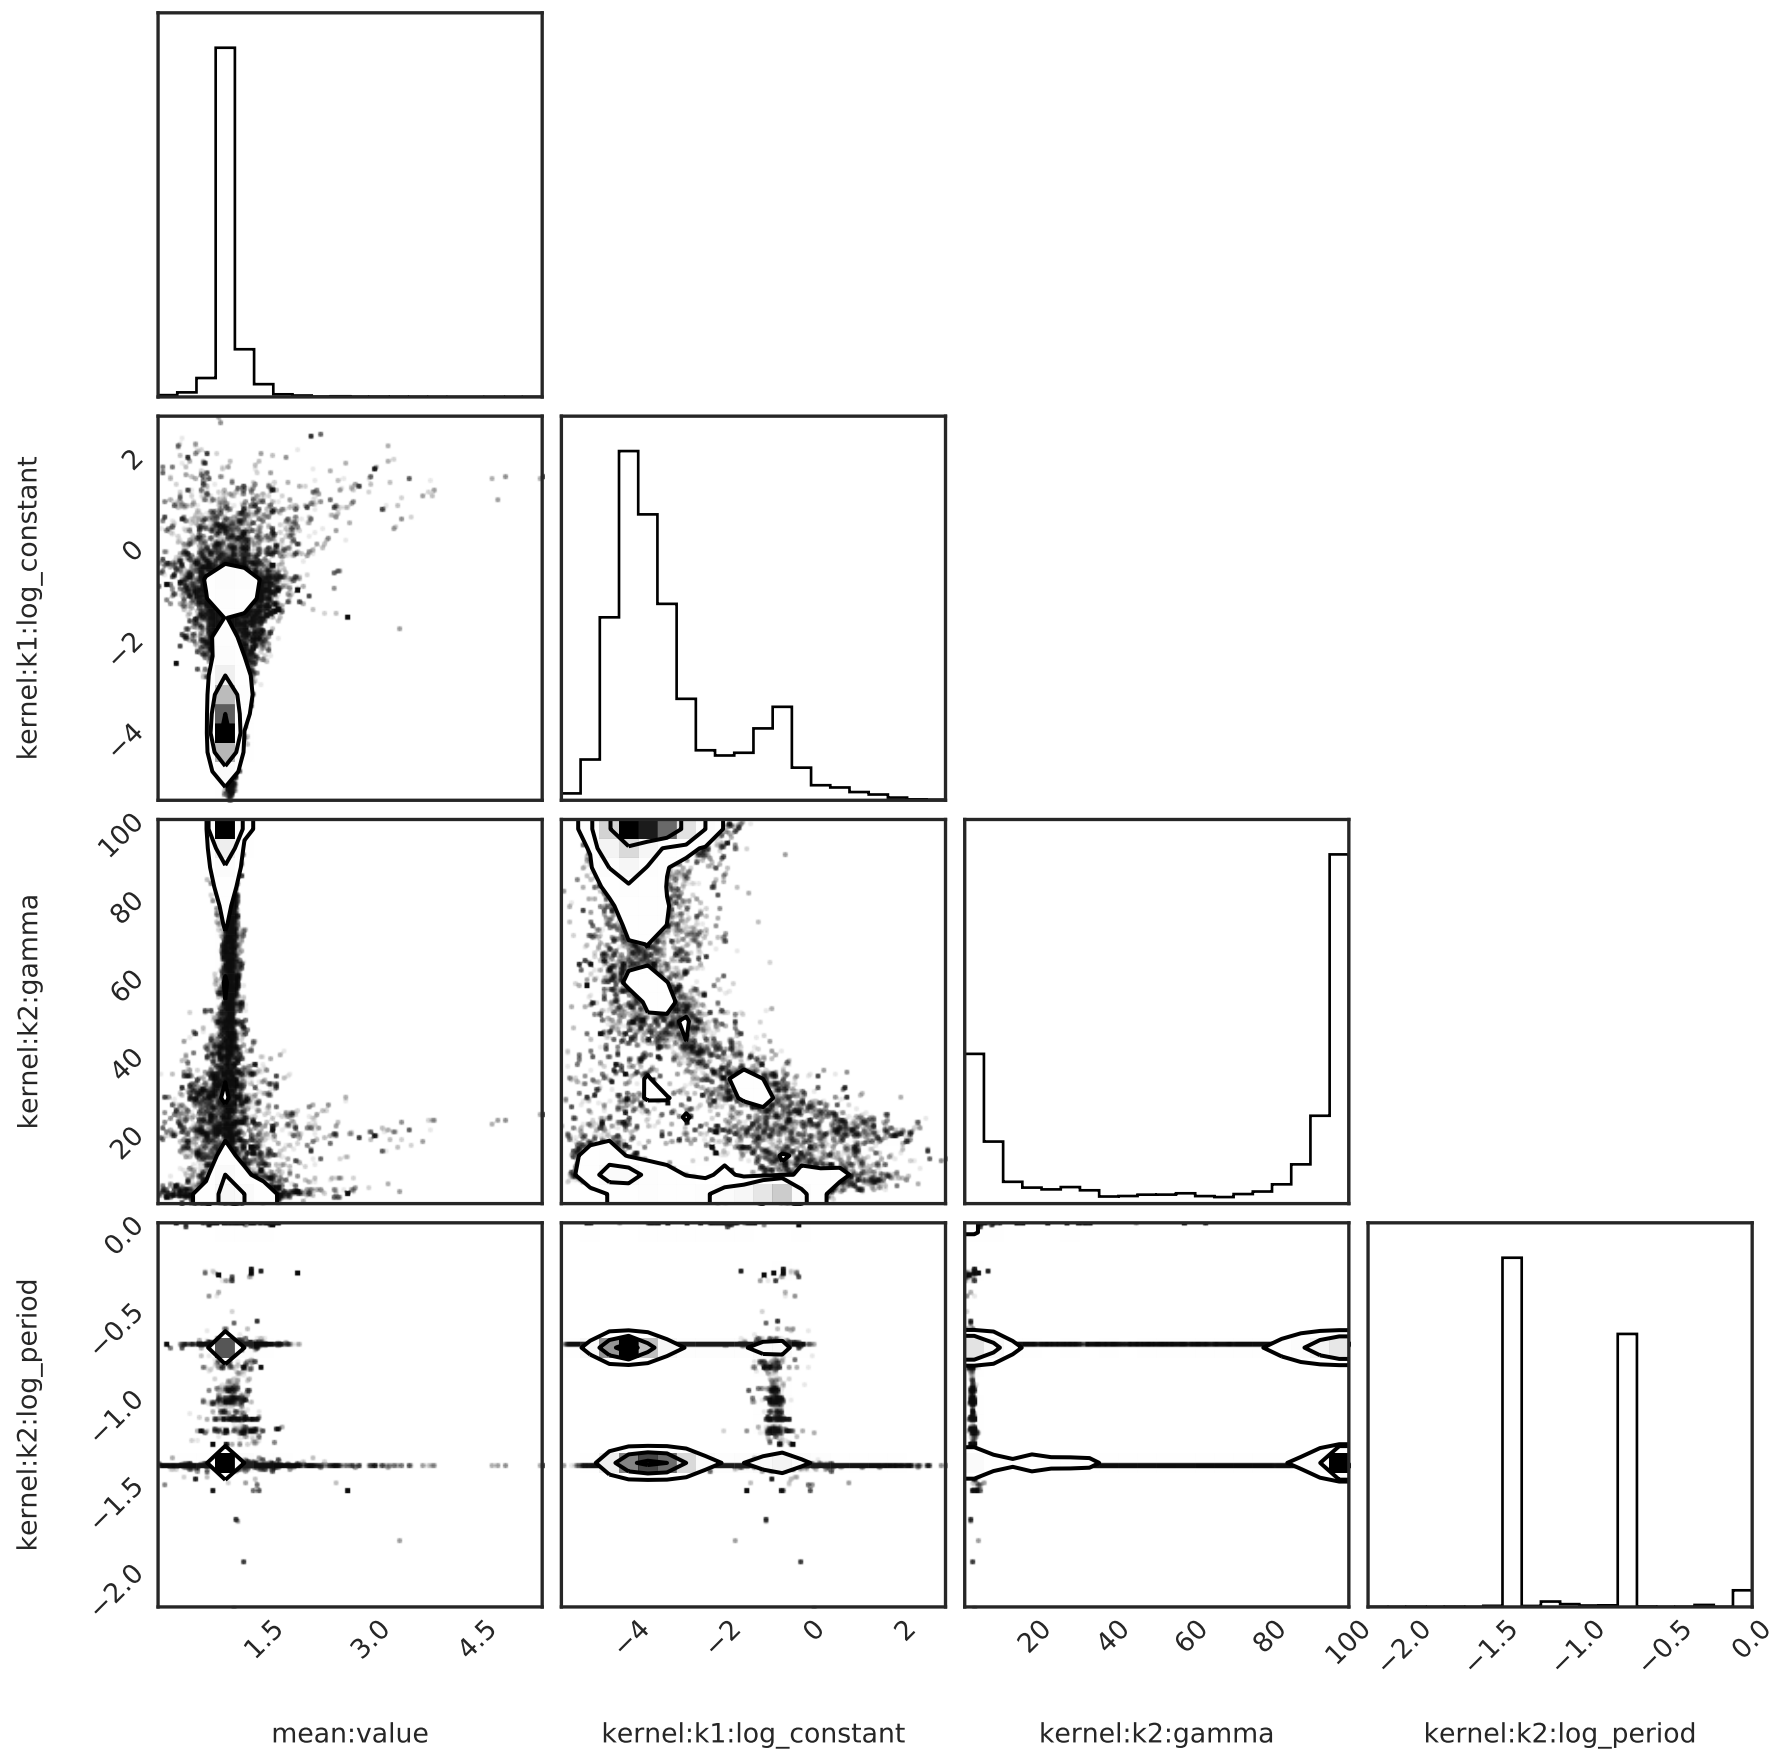 kernel:k1:log_constant
2
0
−2
−4
kernel:k2:gamma
100
80
60
40
20
kernel:k2:log_period
0.0
−0.5
−1.0
−1.5
−2.0
1.5 3.0 4.5 −4 −2 0 2 20 40 60 80 100 −2.0 −1.5 −1.0 −0.5 0.0
mean:value kernel:k1:log_constant kernel:k2:gamma kernel:k2:log_period